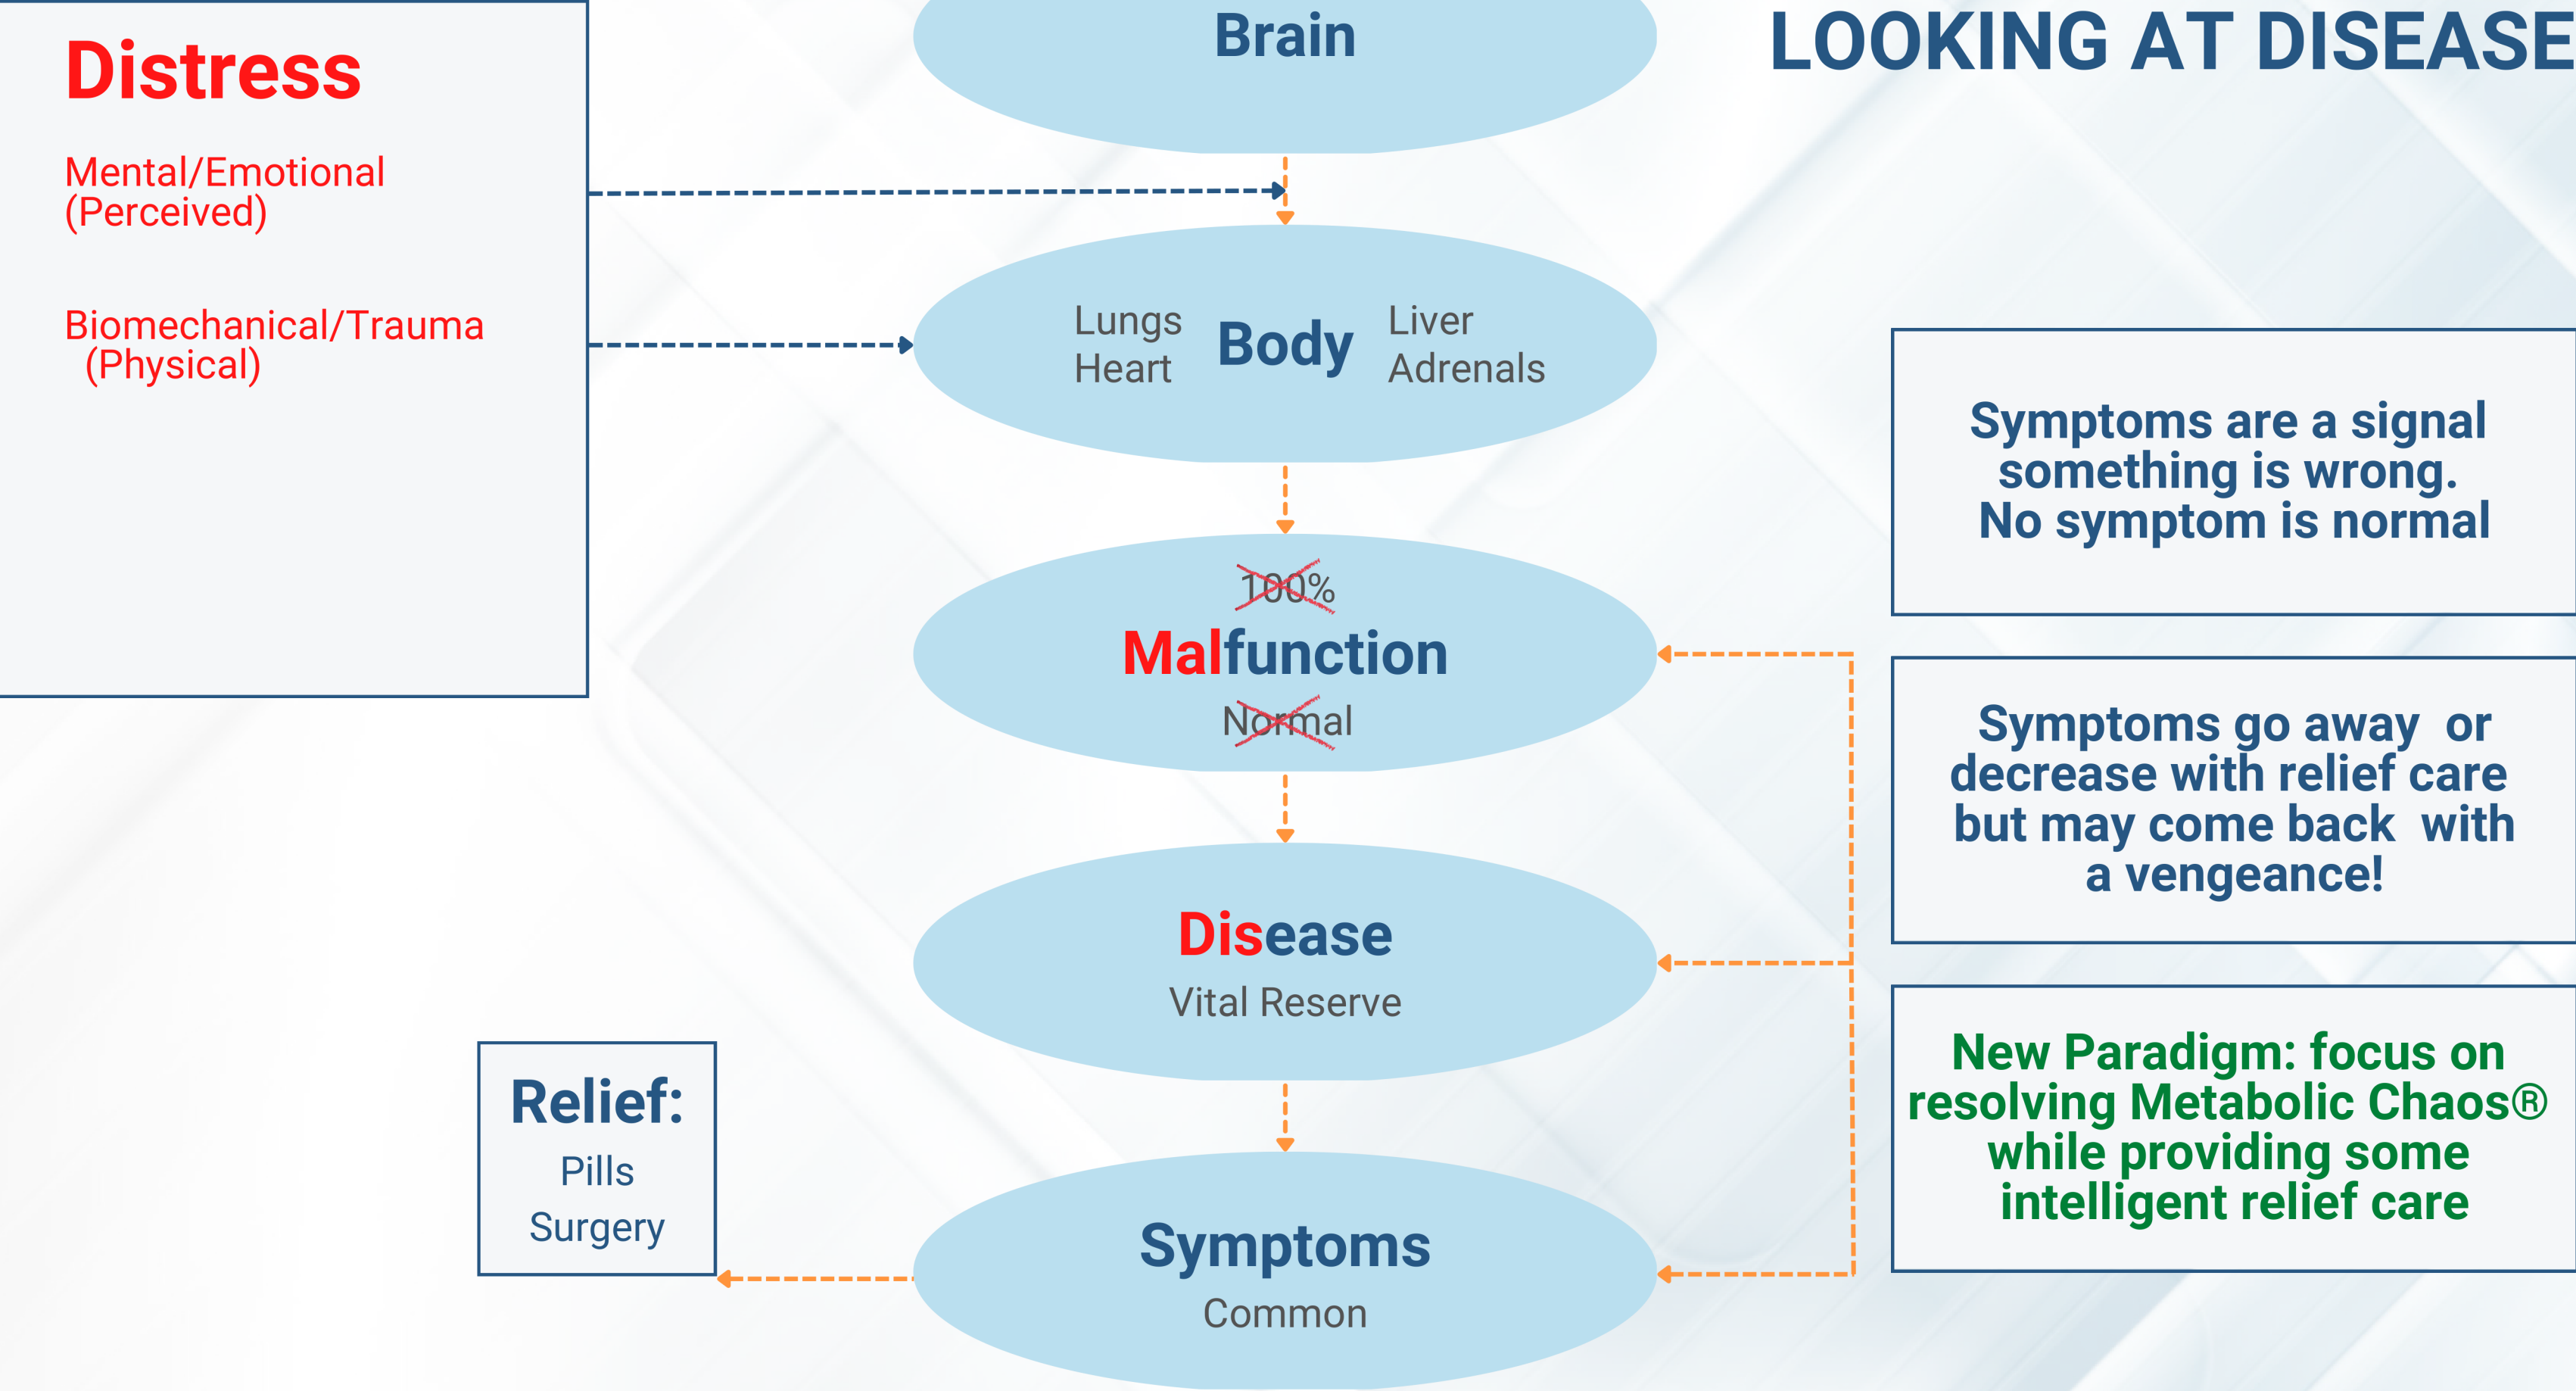 LOOKING AT DISEASE
Distress
Mental/Emotional
(Perceived)
Biomechanical/Trauma
(Physical)
Brain
Lungs
Heart
Body
Liver
Adrenals
100%
Malfunction
Normal
Disease
Vital Reserve
Symptoms
Common
Relief:
Pills
Surgery
Symptoms are a signal
something is wrong.
No symptom is normal
Symptoms go away  or
decrease with relief care
but may come back  with
a vengeance!
New Paradigm: focus on
resolving Metabolic Chaos®
while providing some
intelligent relief care